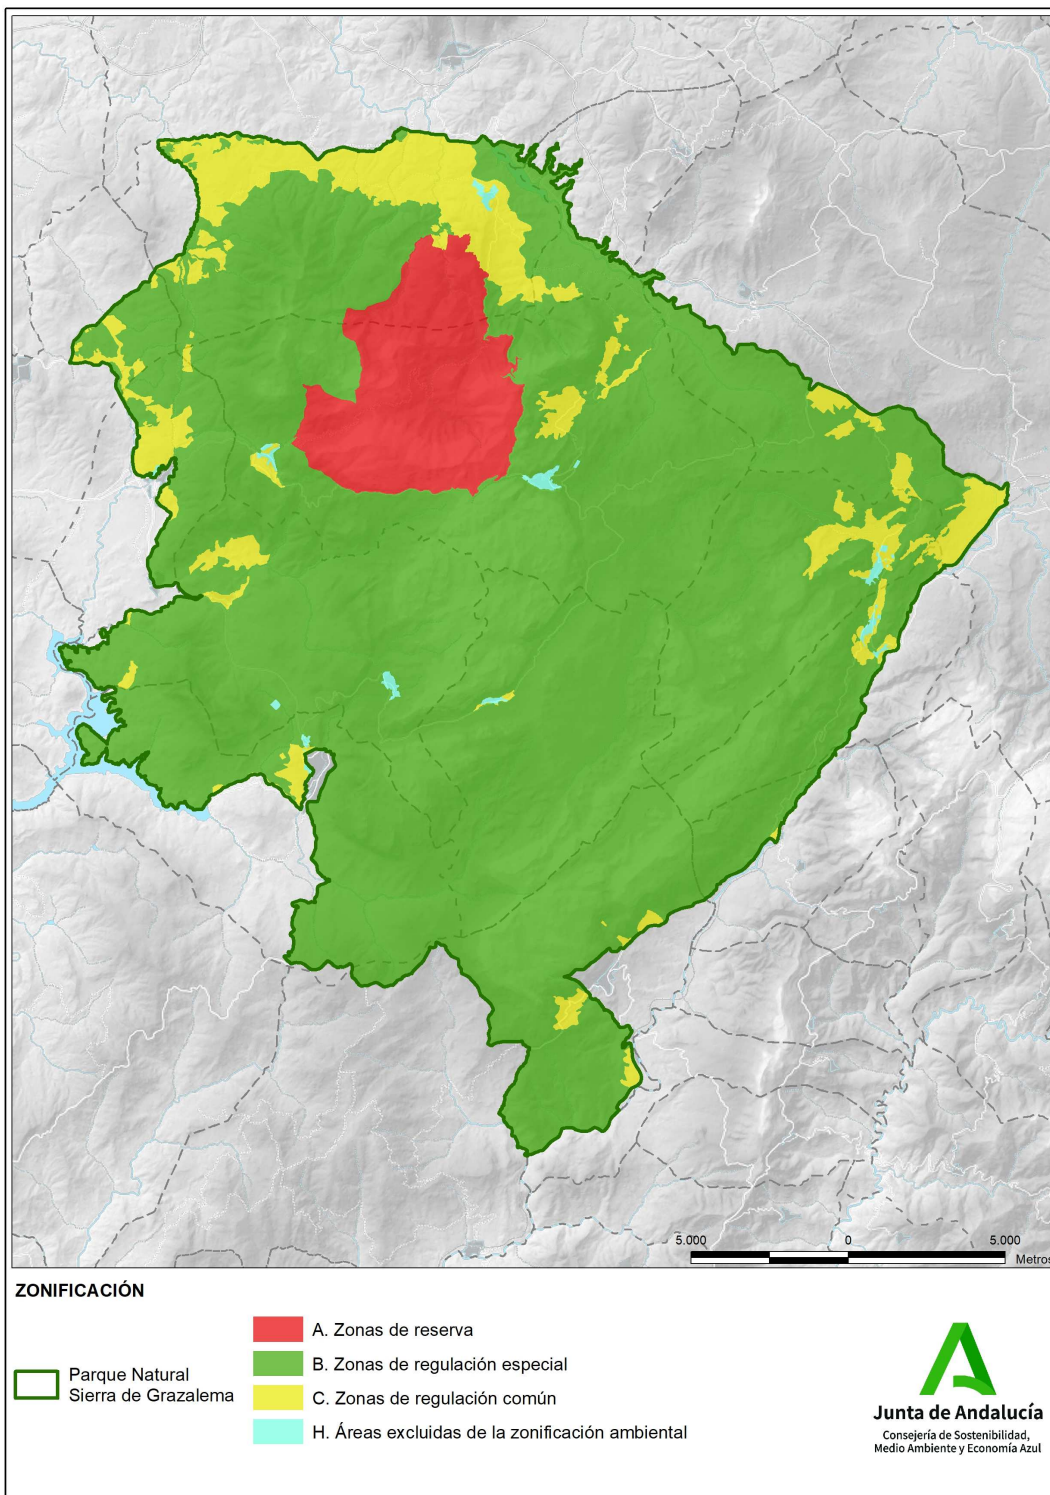 5.000 0 5.000
Metros
ZONIFICACIÓN
Parque Natural
Sierra de Grazalema
A. Zonas de reserva
B. Zonas de regulación especial
C. Zonas de regulación común
H. Áreas excluidas de la zonificación ambiental
Junta de Andalucía
Consejería de Sostenibilidad,
Medio Ambiente y Economía Azul